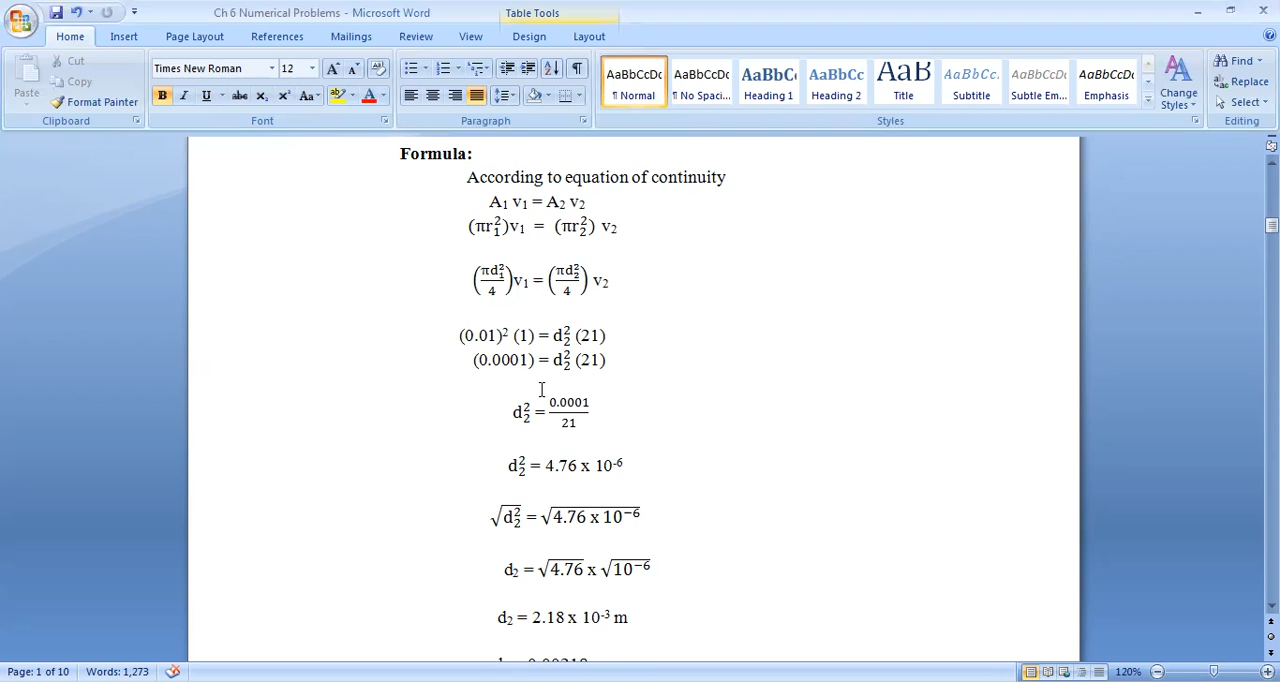 Ch 6 Numerical Problems - Microsoft Word
Table Tools
Home Insert Page Layout References Mailings Review View Design Layout
Cut
Copy
Format Painter
Paste
Clipboard
Times New Roman 12
B I U abc X₂ X² Aa A
Font
Paragraph
AaBbCcDc AaBbCcDc AaBbC AaBbCc AaB AaBbCc. AaBbCcDc AaBbCcDc
¶ Normal ¶ No Spaci... Heading 1 Heading 2 Title Subtitle Subtle Em... Emphasis
Change Styles
Styles
Find
Replace
Select
Editing
Formula:
According to equation of continuity
A₁ v₁ = A₂ v₂
(πr₁²)v₁ = (πr₂²) v₂
(πd₁²/4)v₁ = (πd₂²/4) v₂
(0.01)² (1) = d₂² (21)
(0.0001) = d₂² (21)
d₂² = 0.0001/21
d₂² = 4.76 x 10⁻⁶
√d₂² = √4.76 x 10⁻⁶
d₂ = √4.76 x √10⁻⁶
d₂ = 2.18 x 10⁻³ m
Page: 1 of 10 Words: 1,273 120%